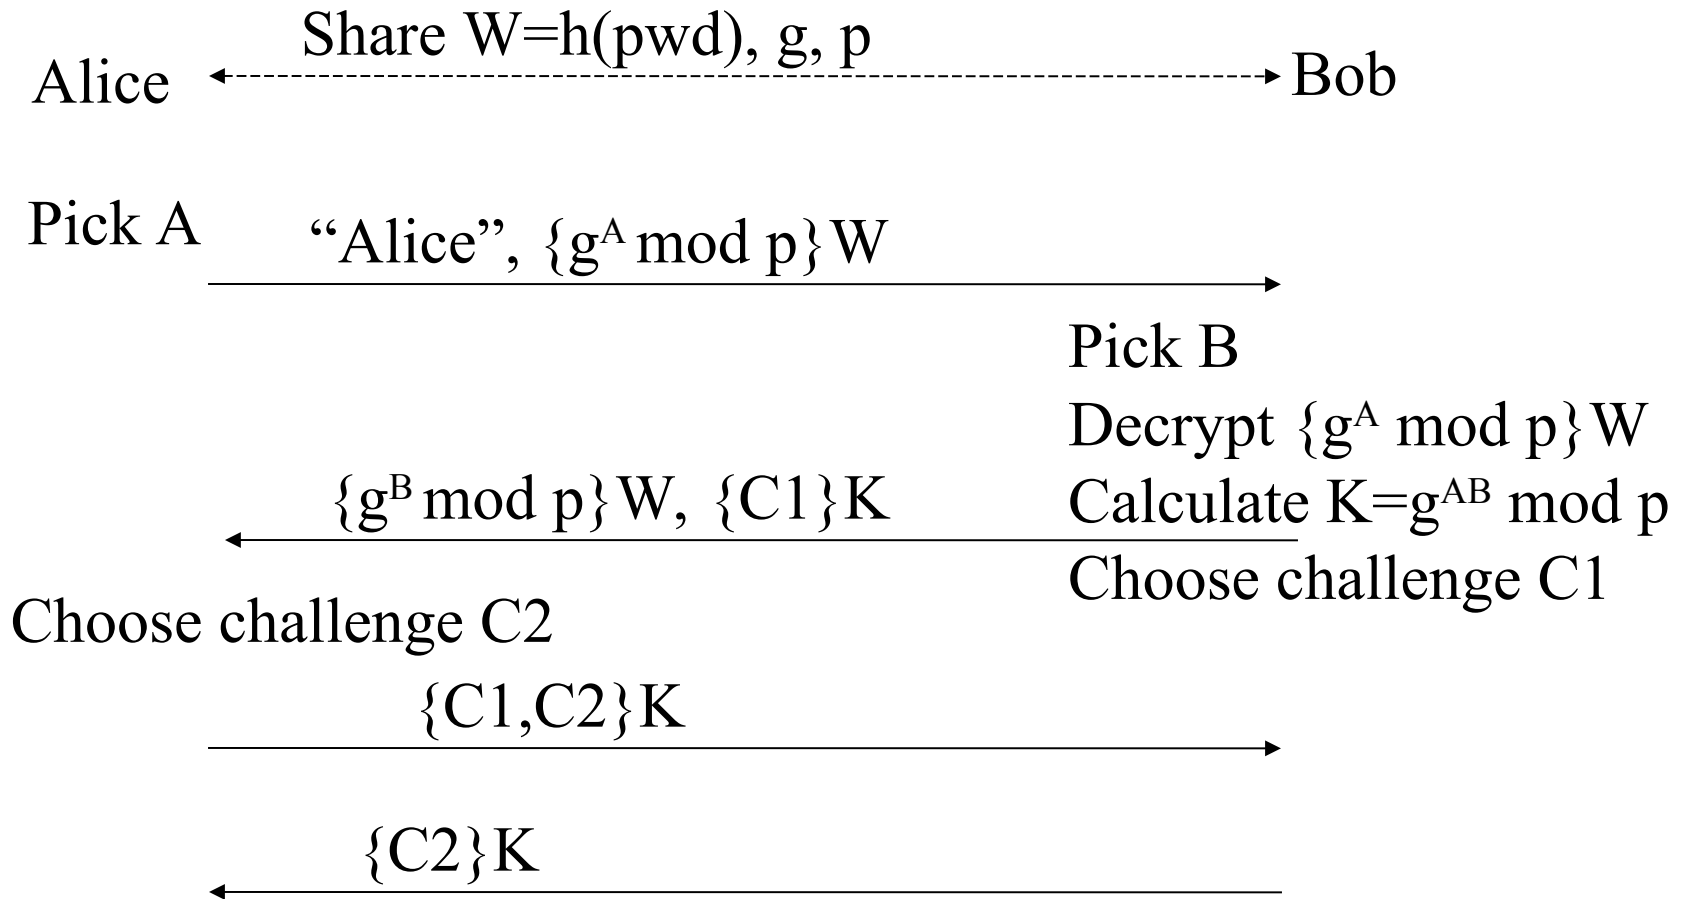 Share W=h(pwd), g, p
Alice
Bob
Pick A
“Alice”, {g^A mod p}W
Pick B
Decrypt {g^A mod p}W
{g^B mod p}W, {C1}K
Calculate K=g^AB mod p
Choose challenge C1
Choose challenge C2
{C1,C2}K
{C2}K